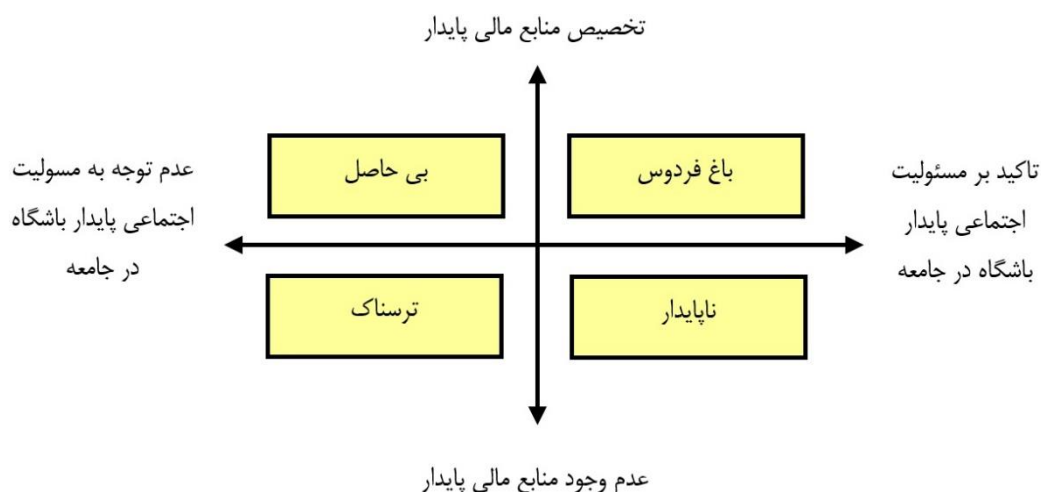 تخصیص منابع مالی پایدار
باغ فردوس
بی حاصل
تاکید بر مسئولیت
اجتماعی پایدار
باشگاه در جامعه
عدم توجه به مسولیت
اجتماعی پایدار باشگاه
در جامعه
ناپایدار
ترسناک
عدم وجود منابع مالی پایدار